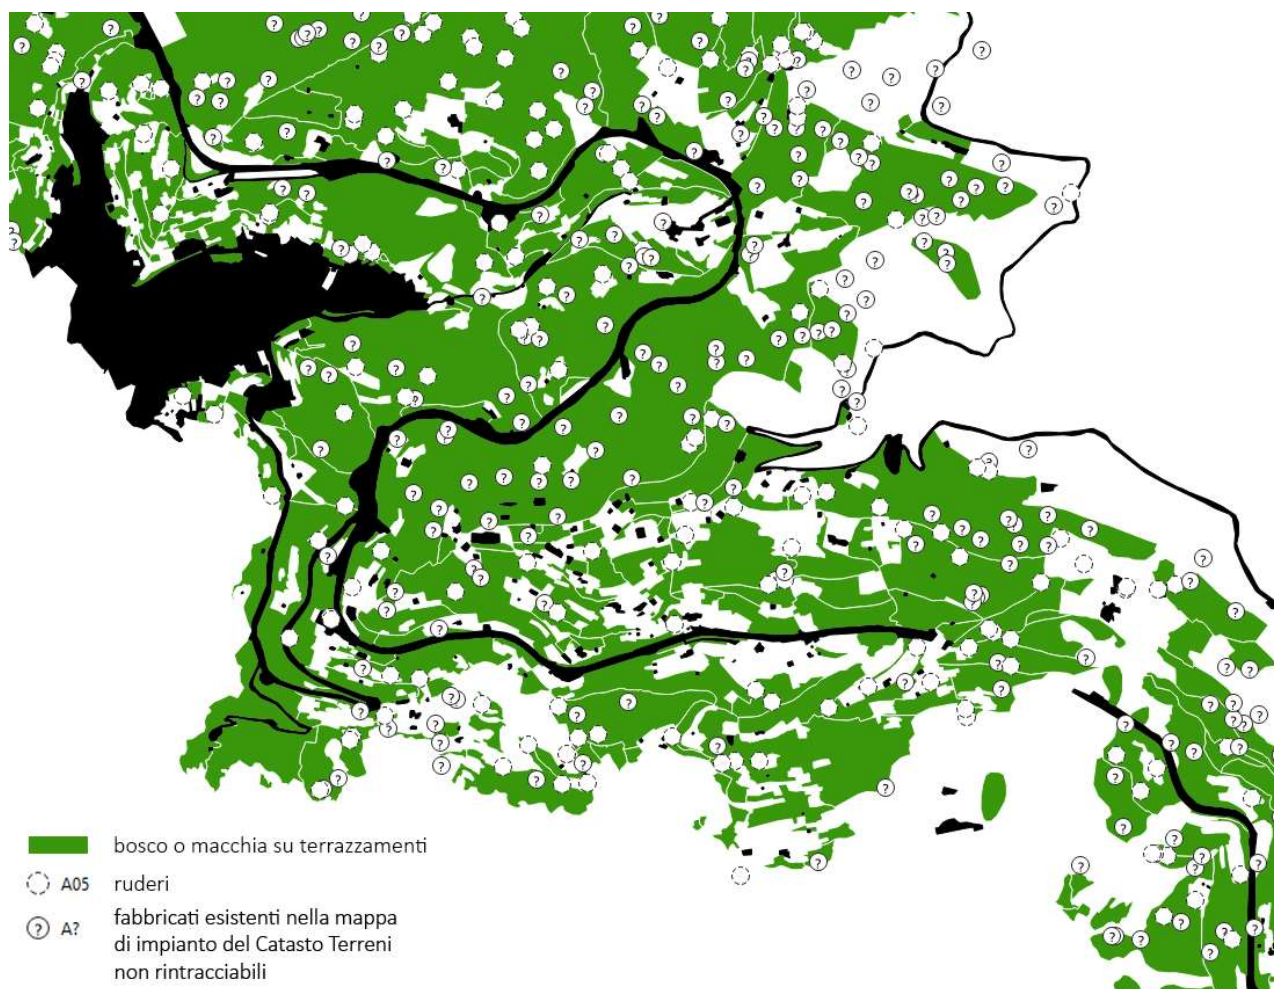 bosco o macchia su terrazzamenti
A05 ruderi
? A? fabbricati esistenti nella mappa
di impianto del Catasto Terreni
non rintracciabili